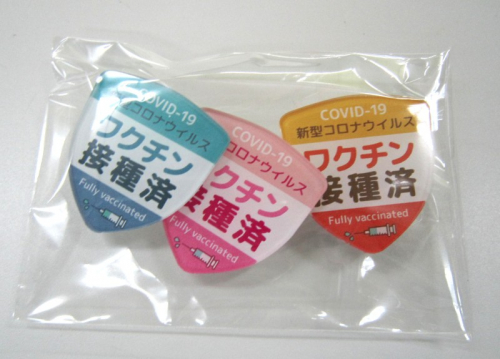 COVID-19
コロナウイルス
ワクチン
接種済
Fully vaccinated
COVID-19
コロナウイルス
クチン
接種済
Fully vaccinated
COVID-19
新型コロナウイルス
ワクチン
接種済
Fully vaccinated